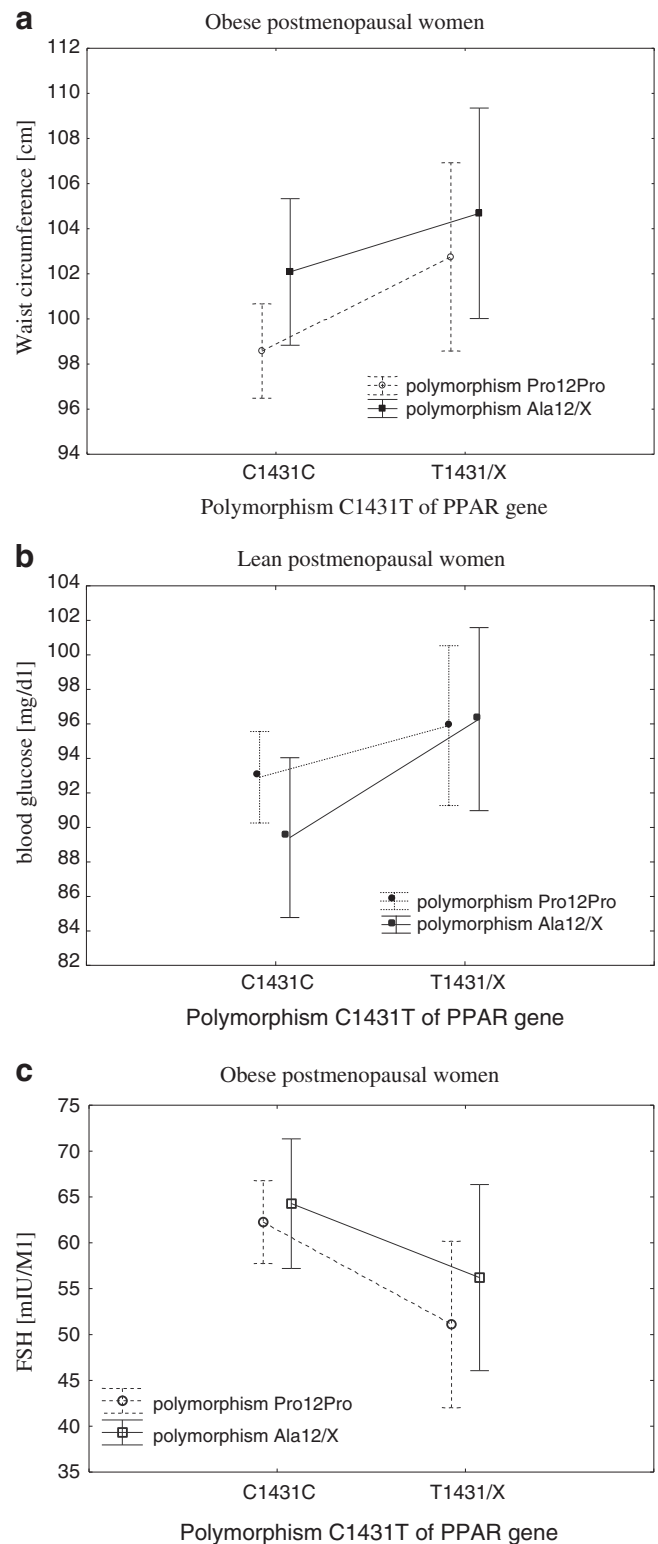 a
Obese postmenopausal women
112
110
108
106
104
102
100
98
96
94
Waist circumference [cm]
polymorphism Pro12Pro
polymorphism Ala12/X
C1431C
T1431/X
Polymorphism C1431T of PPAR gene
b
Lean postmenopausal women
104
102
100
98
96
94
92
90
88
86
84
82
blood glucose [mg/d1]
polymorphism Pro12Pro
polymorphism Ala12/X
C1431C
T1431/X
Polymorphism C1431T of PPAR gene
c
Obese postmenopausal women
75
70
65
60
55
50
45
40
35
FSH [mIU/M1]
polymorphism Pro12Pro
polymorphism Ala12/X
C1431C
T1431/X
Polymorphism C1431T of PPAR gene